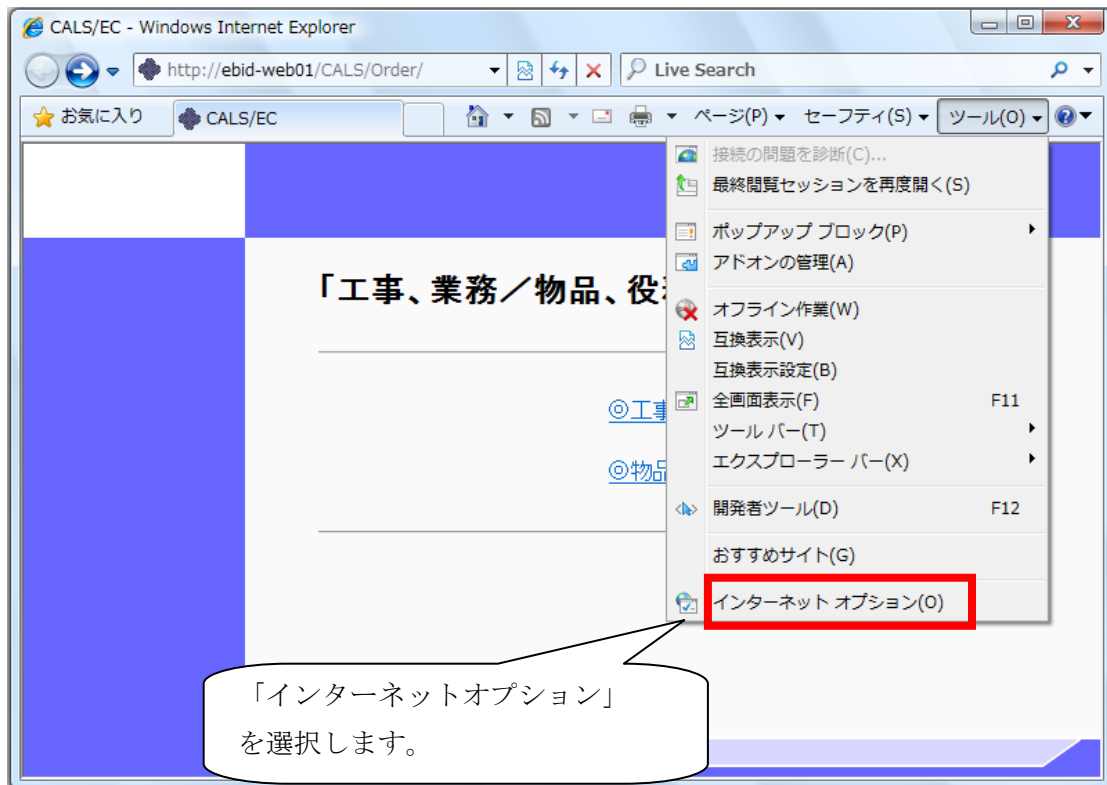 CALS/EC - Windows Internet Explorer
http://ebid-web01/CALS/Order/
Live Search
お気に入り
CALS/EC
ページ(P)
セーフティ(S)
ツール(O)
接続の問題を診断(C)...
最終閲覧セッションを再度開く(S)
ポップアップ ブロック(P)
アドオンの管理(A)
「工事、業務／物品、役
オフライン作業(W)
互換表示(V)
互換表示設定(B)
全画面表示(F) F11
◎工事
ツール バー(T)
エクスプローラー バー(X)
◎物品
開発者ツール(D) F12
おすすめサイト(G)
インターネット オプション(O)
「インターネットオプション」
を選択します。